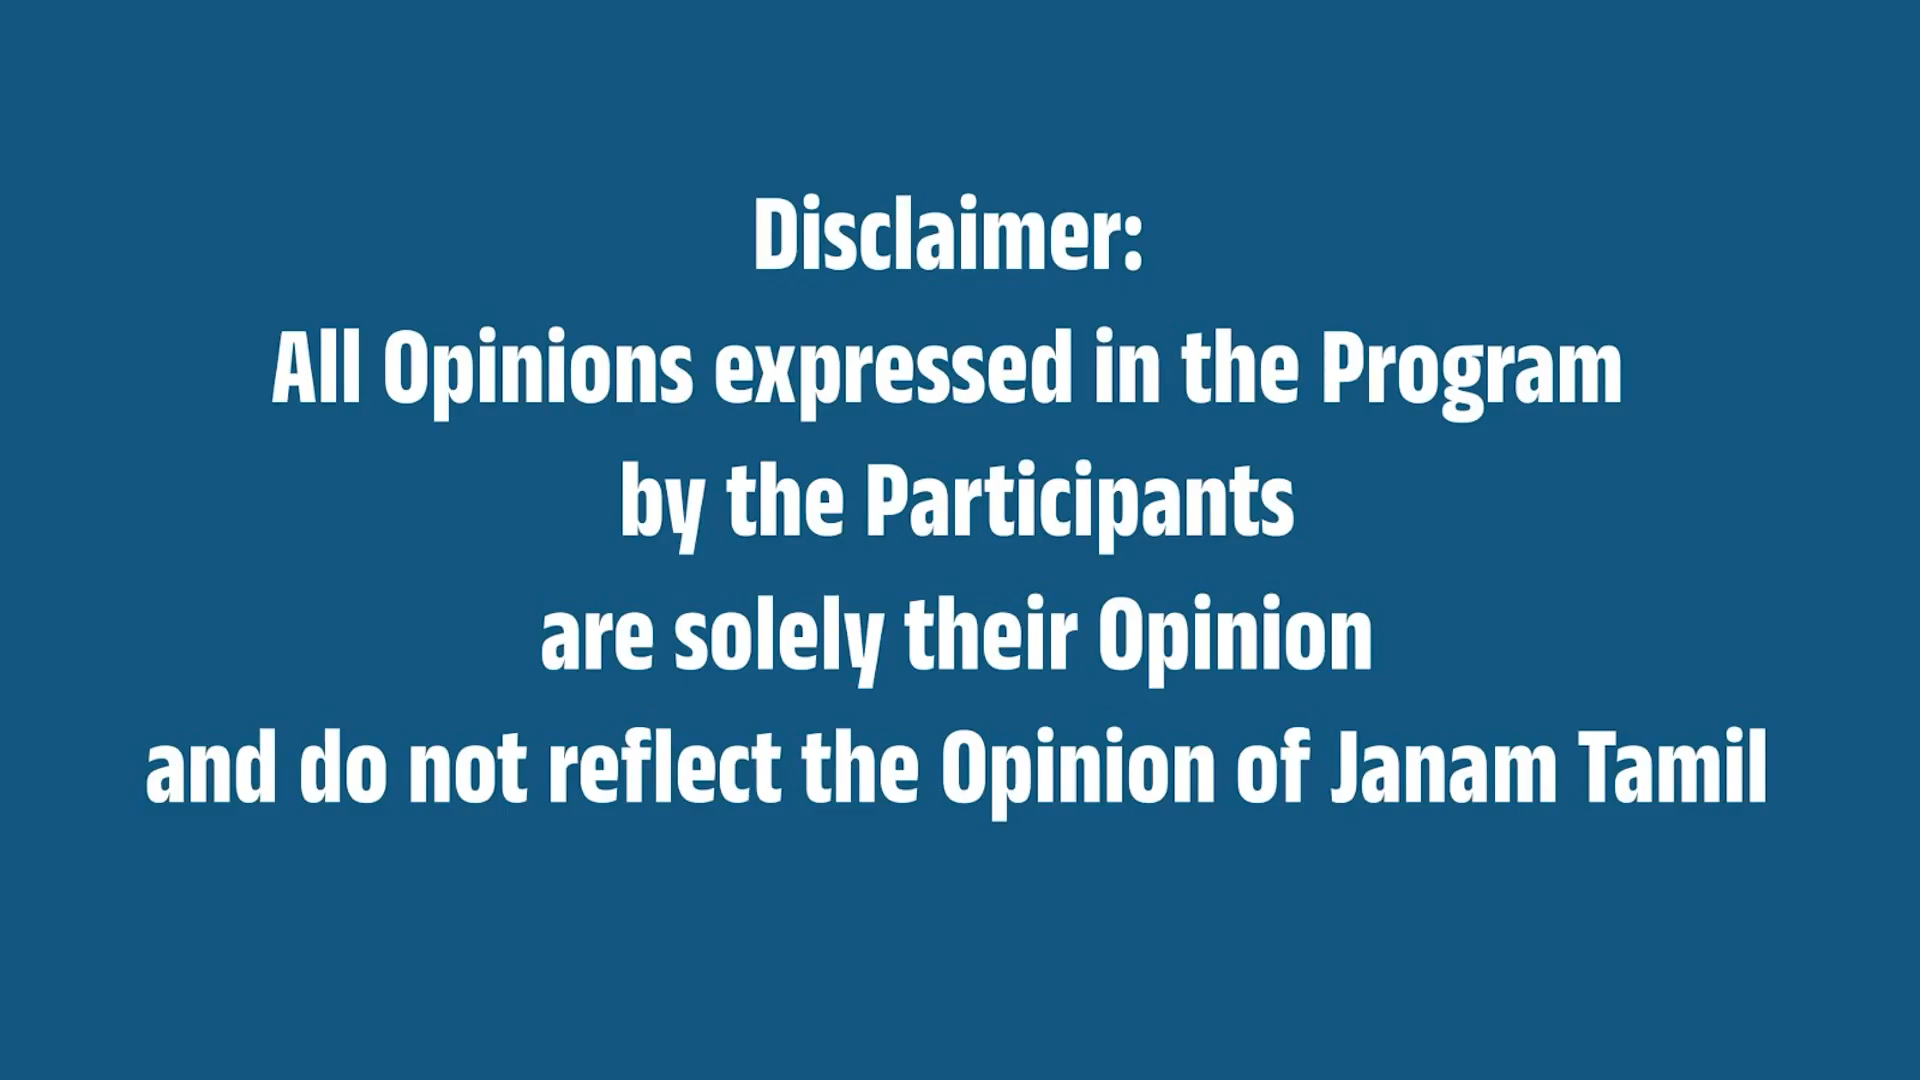 Disclaimer:
All Opinions expressed in the Program
by the Participants
are solely their Opinion
and do not reflect the Opinion of Janam Tamil